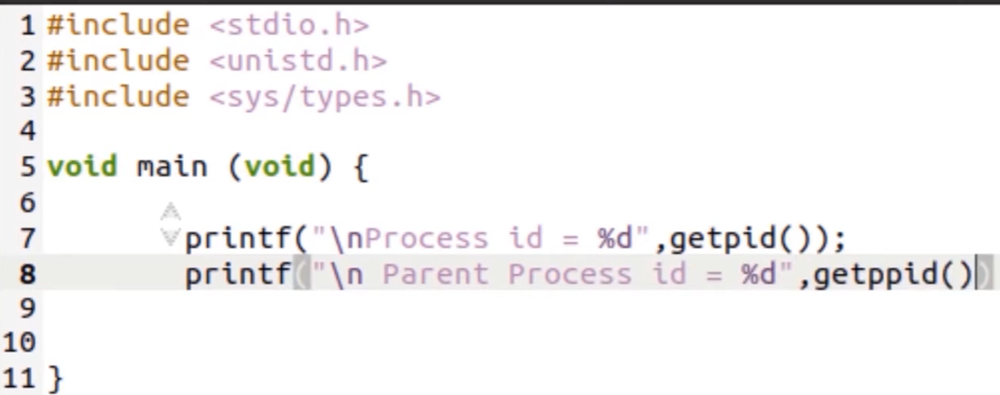 1 #include <stdio.h>
2 #include <unistd.h>
3 #include <sys/types.h>
4
5 void main (void) {
6
7 printf("\nProcess id = %d",getpid());
8 printf("\n Parent Process id = %d",getppid())
9
10
11 }